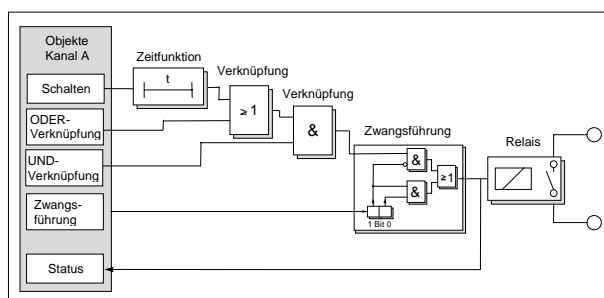 Objekte
Kanal A
Schalten
ODER-
Verknüpfung
UND-
Verknüpfung
Zwangs-
führung
Status
Zeitfunktion
t
Verknüpfung
≥ 1
Verknüpfung
&
Zwangsführung
&
&
≥1
1 Bit 0
Relais